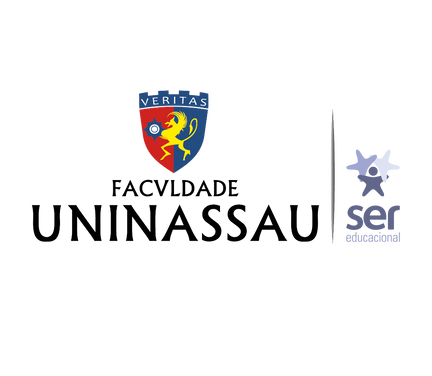 VERITAS
FACVLDADE
UNINASSAU
ser
educacional